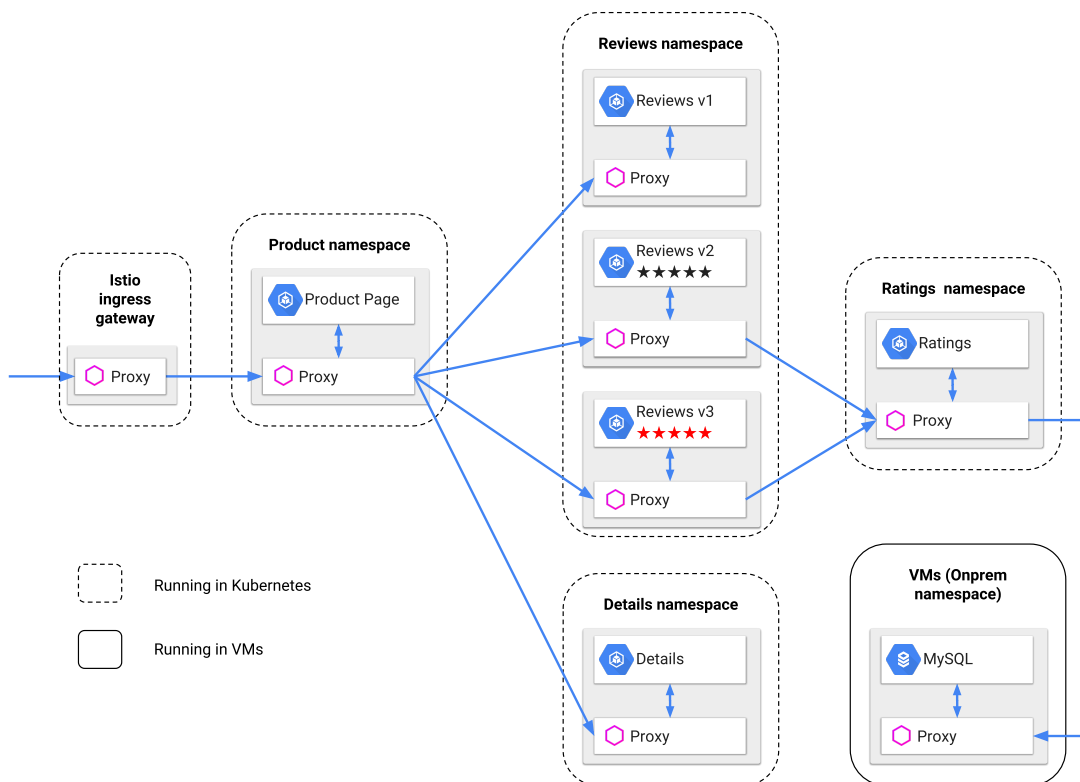 Istio
ingress
gateway
Proxy
Product namespace
Product Page
Proxy
Reviews namespace
Reviews v1
Proxy
Reviews v2
★★★★★
Proxy
Reviews v3
★★★★★
Proxy
Ratings namespace
Ratings
Proxy
Details namespace
Details
Proxy
VMs (Onprem
namespace)
MySQL
Proxy
Running in Kubernetes
Running in VMs